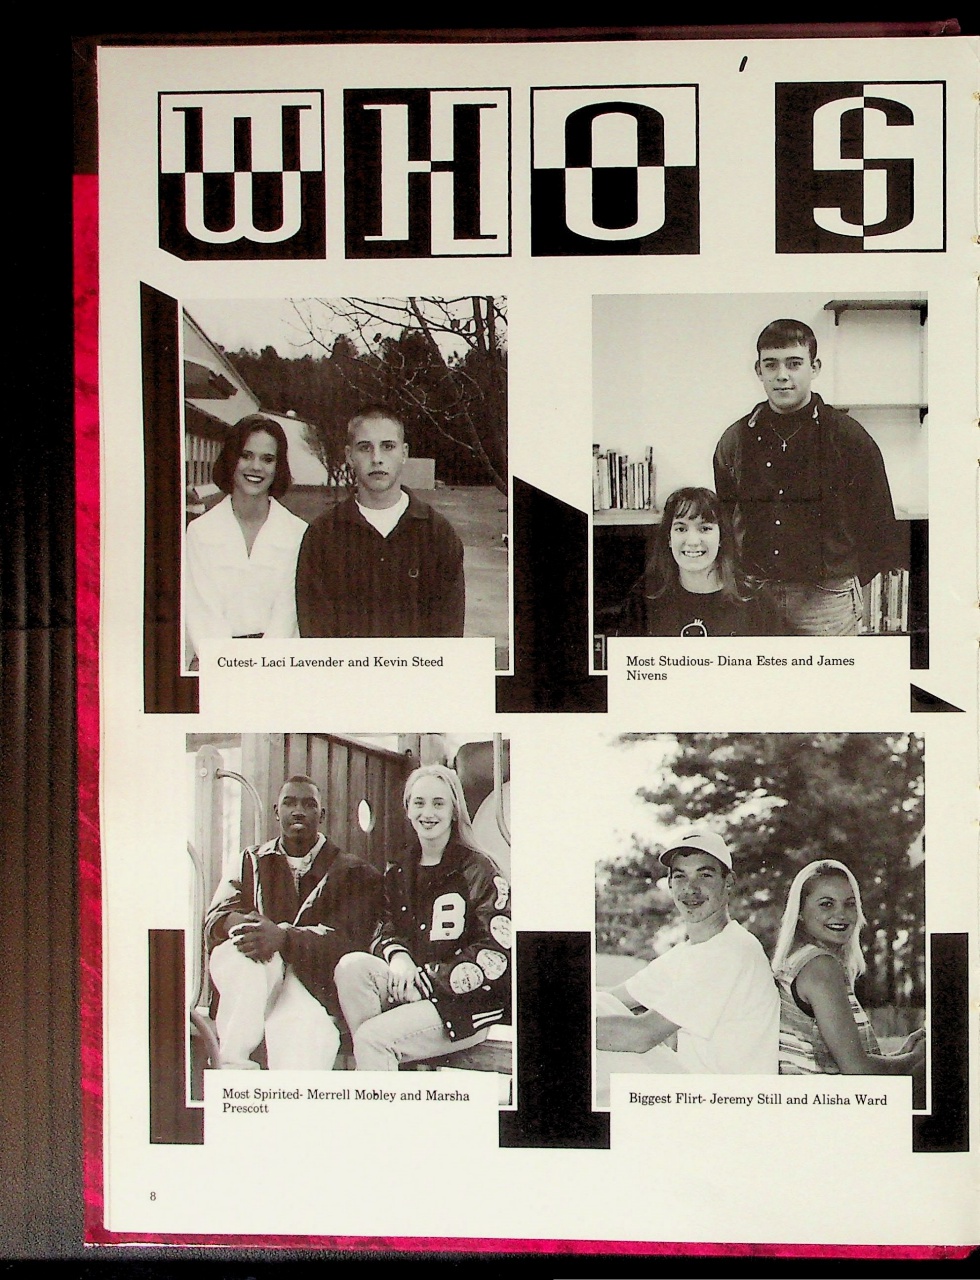 WHO'S
Cutest- Laci Lavender and Kevin Steed
Most Studious- Diana Estes and James
Nivens
B
Most Spirited- Merrell Mobley and Marsha
Prescott
Biggest Flirt- Jeremy Still and Alisha Ward
8